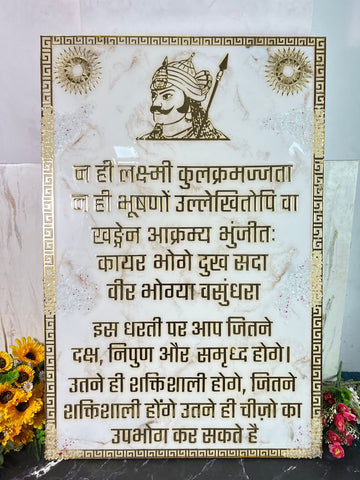 न ही लक्ष्मी कुलक्रमज्जता
न ही भूषणों उल्लेखितोपि वा
खड्गेन आक्रम्य भुंजीतः
कायर भोगे दुख सदा
वीर भोग्या वसुंधरा
इस धरती पर आप जितने
दक्ष, निपुण और समृध्द होगे।
उतने ही शक्तिशाली होगे, जितने
शक्तिशाली होंगे उतने ही चीज़ो का
उपभोग कर सकते है